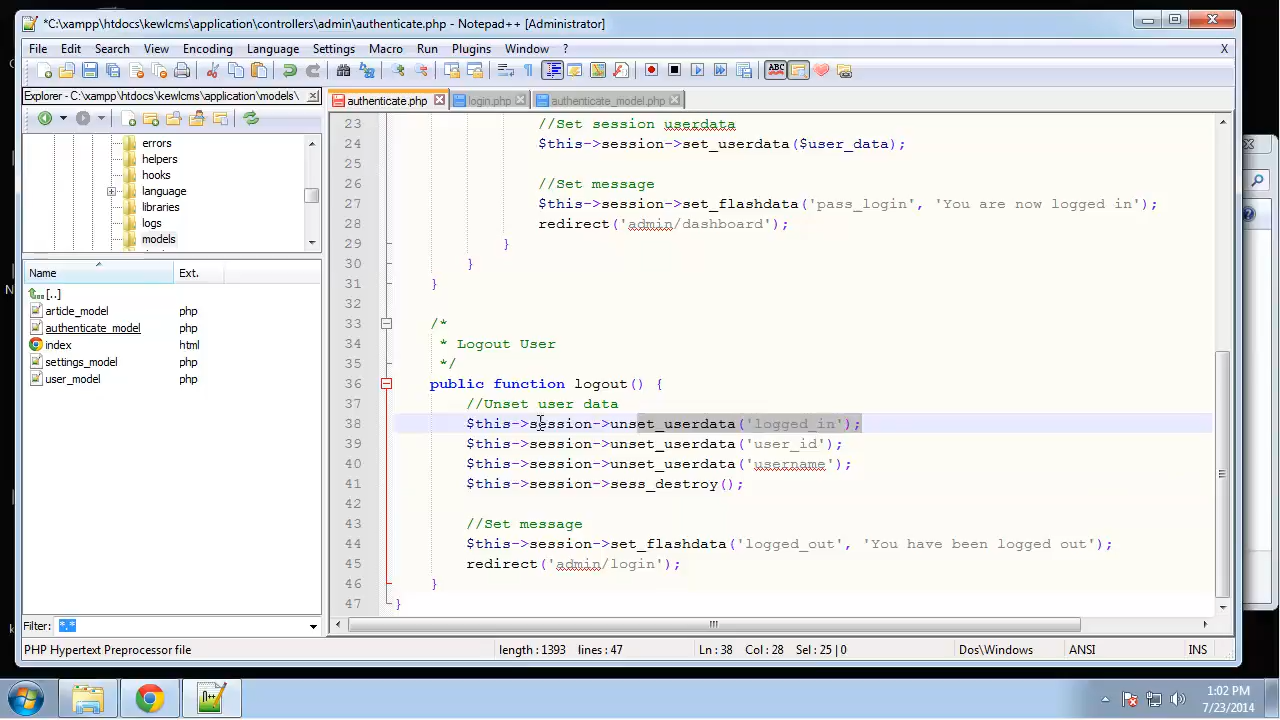 *C:\xampp\htdocs\kewlcms\application\controllers\admin\authenticate.php - Notepad++ [Administrator]
File Edit Search View Encoding Language Settings Macro Run Plugins Window ? X
ABC
Explorer - C:\xampp\htdocs\kewlcms\application\models\
authenticate.php login.php authenticate_model.php
errors
helpers
hooks
language
libraries
logs
models
Name Ext.
[..]
article_model php
authenticate_model php
index html
settings_model php
user_model php
Filter: *.*
23 //Set session userdata
24 $this->session->set_userdata($user_data);
25
26 //Set message
27 $this->session->set_flashdata('pass_login', 'You are now logged in');
28 redirect('admin/dashboard');
29 }
30 }
31 }
32
33 /*
34 * Logout User
35 */
36 public function logout() {
37 //Unset user data
38 $this->session->unset_userdata('logged_in');
39 $this->session->unset_userdata('user_id');
40 $this->session->unset_userdata('username');
41 $this->session->sess_destroy();
42
43 //Set message
44 $this->session->set_flashdata('logged_out', 'You have been logged out');
45 redirect('admin/login');
46 }
47 }
PHP Hypertext Preprocessor file length : 1393 lines : 47 Ln : 38 Col : 28 Sel : 25 | 0 Dos\Windows ANSI INS
1:02 PM
7/23/2014